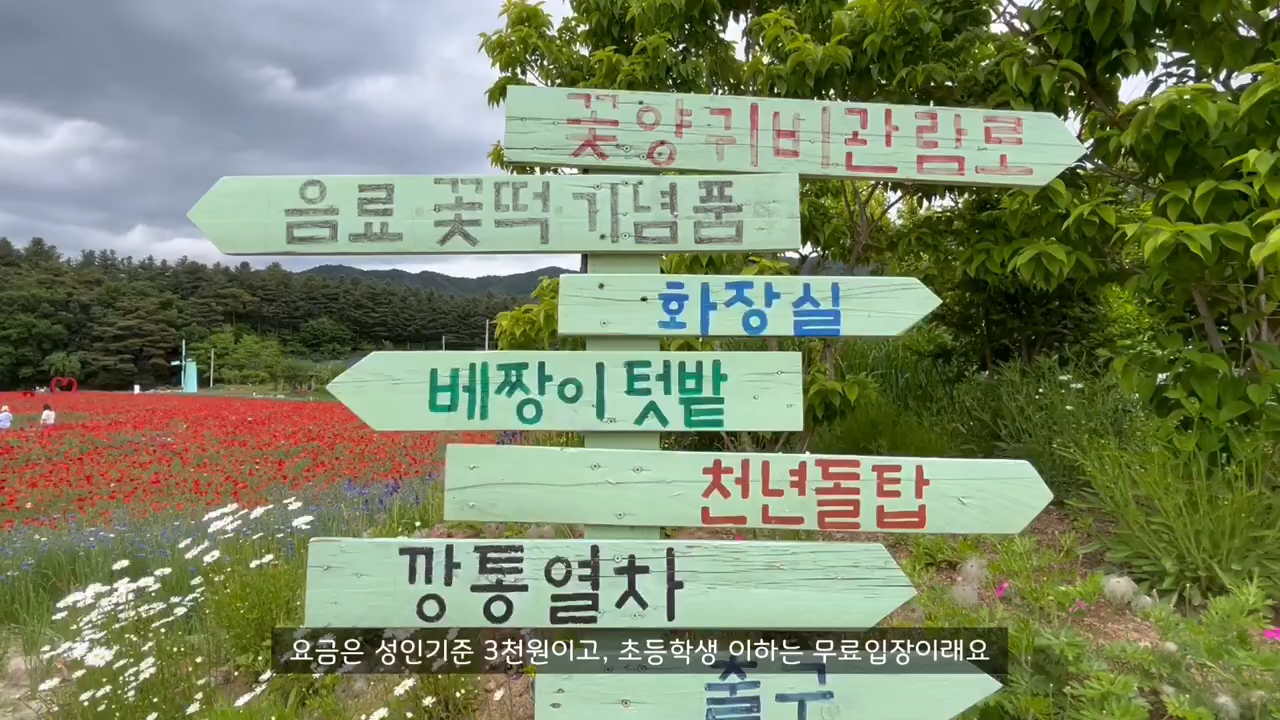 꽃양귀비관람로
음료 꽃떡 기념품
화장실
베짱이 텃밭
천년돌탑
깡통열차
요금은 성인기준 3천원이고, 초등학생 이하는 무료입장이래요
출구